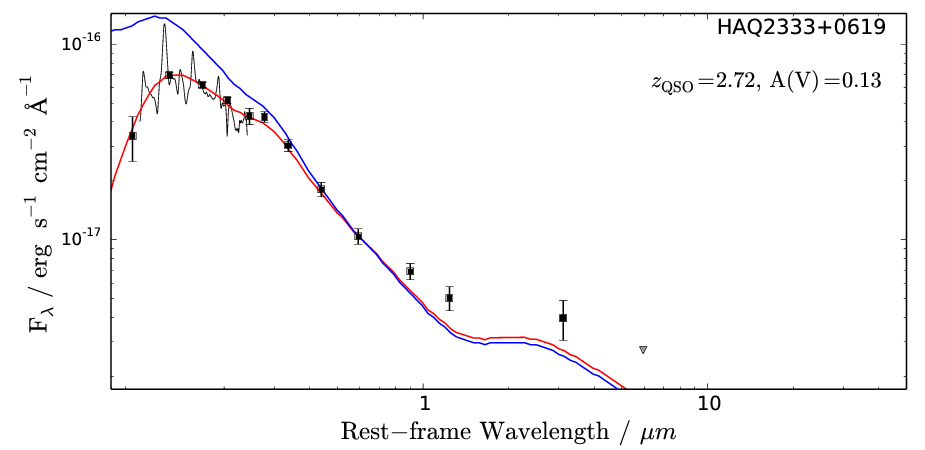 HAQ2333+0619
z_QSO=2.72, A(V)=0.13
10⁻¹⁶
10⁻¹⁷
F_λ / erg s⁻¹ cm⁻² Å⁻¹
1 10
Rest−frame Wavelength / μm